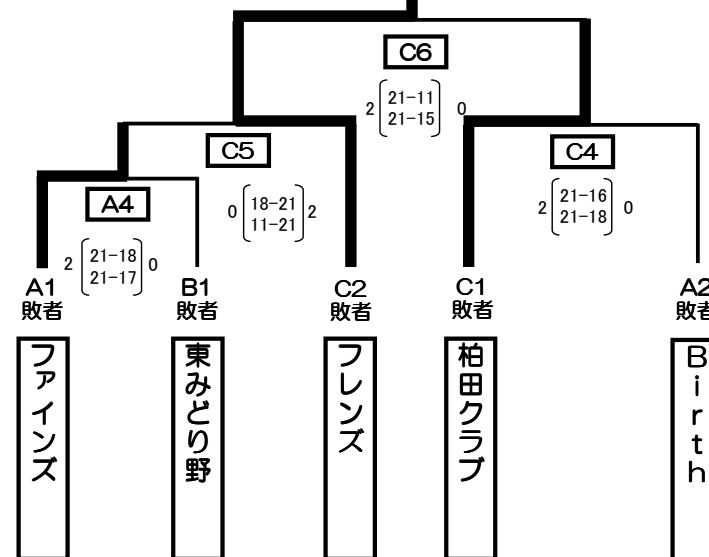 C6
2 21-11 0
21-15
C5
C4
A4
0 18-21 2
11-21
2 21-16 0
21-18
2 21-18 0
21-17
A1
敗者
B1
敗者
C2
敗者
C1
敗者
A2
敗者
ファインズ
東みどり野
フレンズ
柏田クラブ
Birth